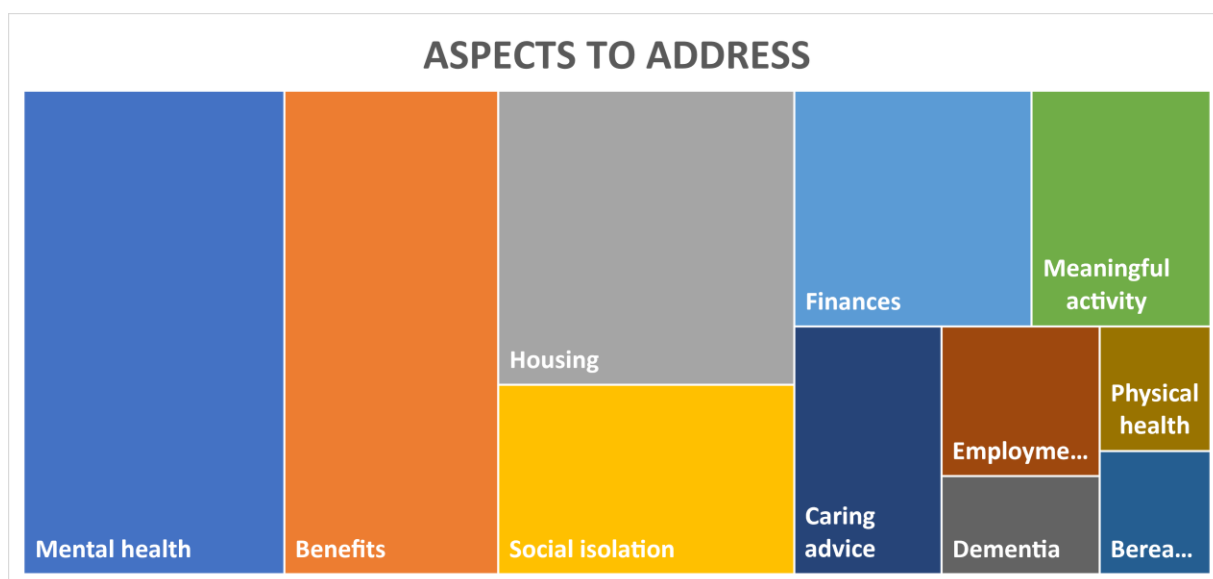 ASPECTS TO ADDRESS
Mental health
Benefits
Housing
Social isolation
Finances
Meaningful
activity
Caring
advice
Employme...
Dementia
Physical
health
Berea...